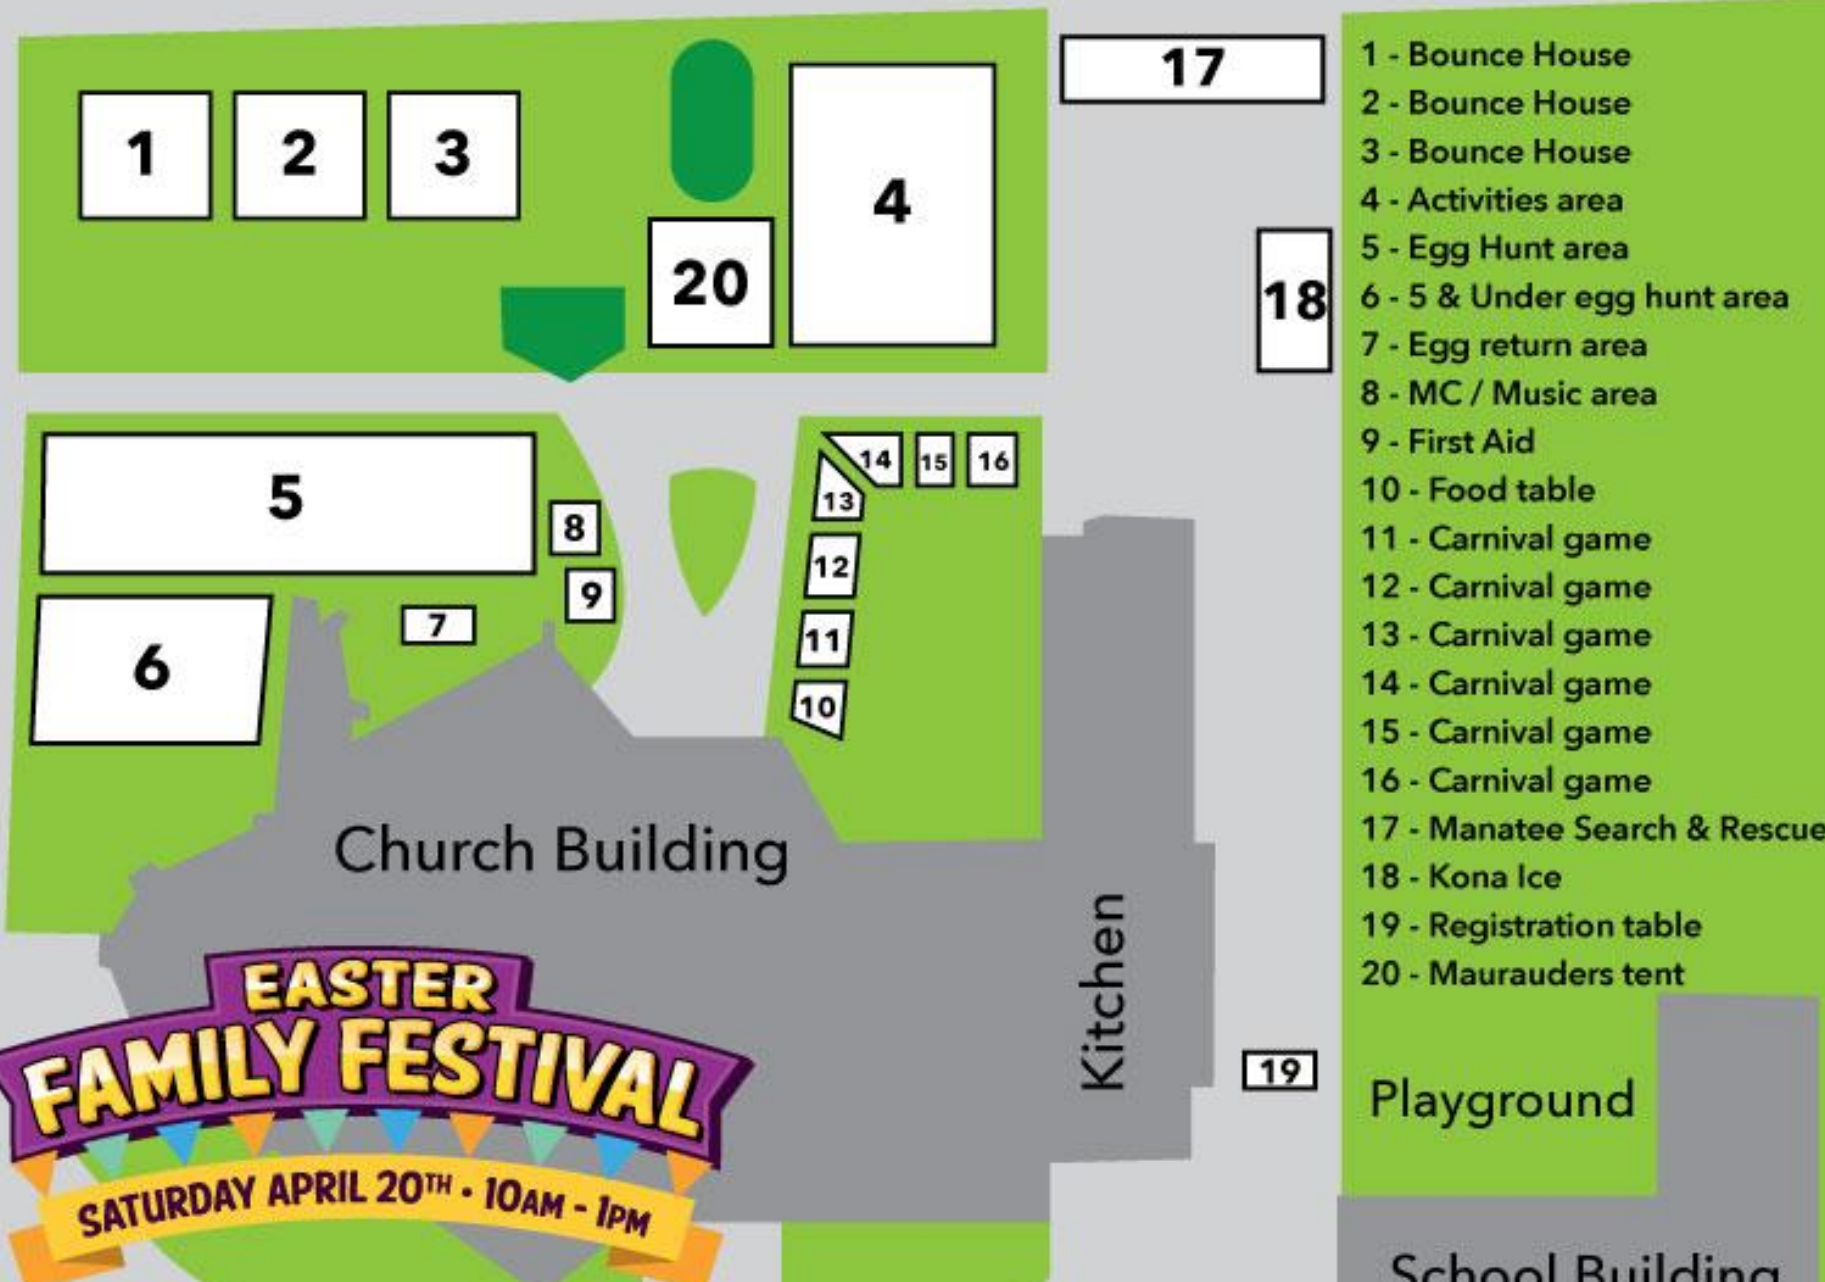 1
2
3
4
17
20
18
5
8
14
15
16
13
12
9
7
11
6
10
Church Building
Kitchen
19
1 - Bounce House
2 - Bounce House
3 - Bounce House
4 - Activities area
5 - Egg Hunt area
6 - 5 & Under egg hunt area
7 - Egg return area
8 - MC / Music area
9 - First Aid
10 - Food table
11 - Carnival game
12 - Carnival game
13 - Carnival game
14 - Carnival game
15 - Carnival game
16 - Carnival game
17 - Manatee Search & Rescue
18 - Kona Ice
19 - Registration table
20 - Maurauders tent
Playground
School Building
EASTER
FAMILY FESTIVAL
SATURDAY APRIL 20TH • 10AM - 1PM